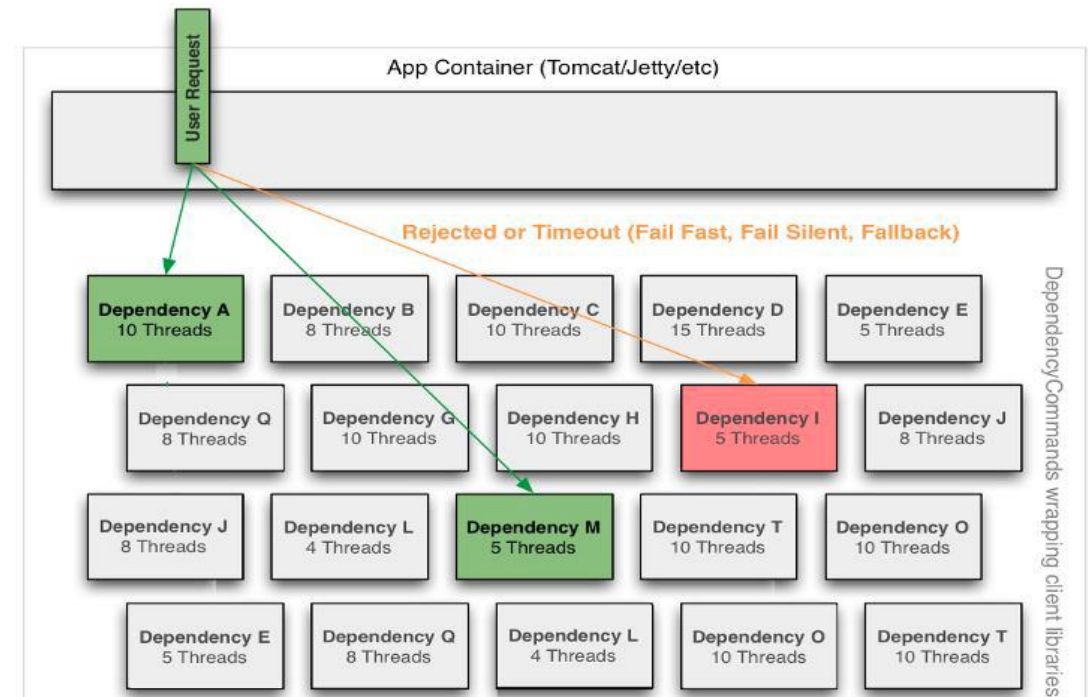 User Request
App Container (Tomcat/Jetty/etc)
Rejected or Timeout (Fail Fast, Fail Silent, Fallback)
Dependency A
10 Threads
Dependency B
8 Threads
Dependency C
10 Threads
Dependency D
15 Threads
Dependency E
5 Threads
Dependency Q
8 Threads
Dependency G
10 Threads
Dependency H
10 Threads
Dependency I
5 Threads
Dependency J
8 Threads
Dependency J
8 Threads
Dependency L
4 Threads
Dependency M
5 Threads
Dependency T
10 Threads
Dependency O
10 Threads
Dependency E
5 Threads
Dependency Q
8 Threads
Dependency L
4 Threads
Dependency O
10 Threads
Dependency T
10 Threads
DependencyCommands wrapping client libraries